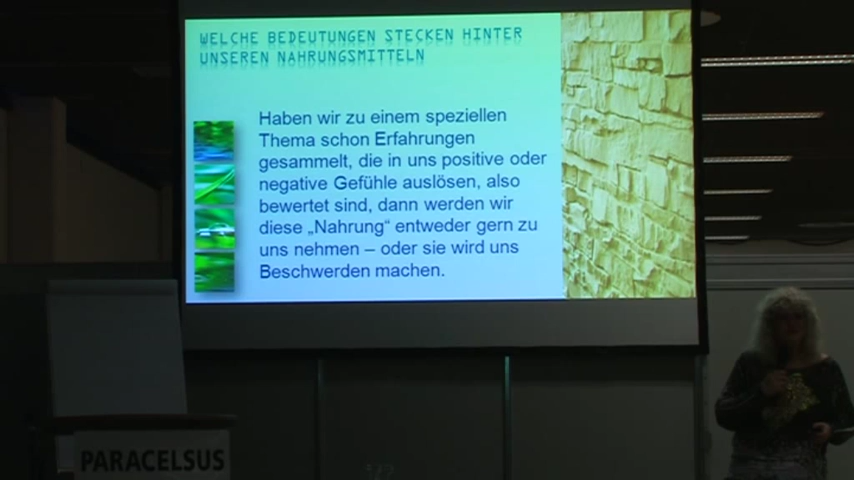 WELCHE BEDEUTUNGEN STECKEN HINTER
UNSEREN NAHRUNGSMITTELN
Haben wir zu einem speziellen
Thema schon Erfahrungen
gesammelt, die in uns positive oder
negative Gefühle auslösen, also
bewertet sind, dann werden wir
diese „Nahrung“ entweder gern zu
uns nehmen – oder sie wird uns
Beschwerden machen.
PARACELSUS